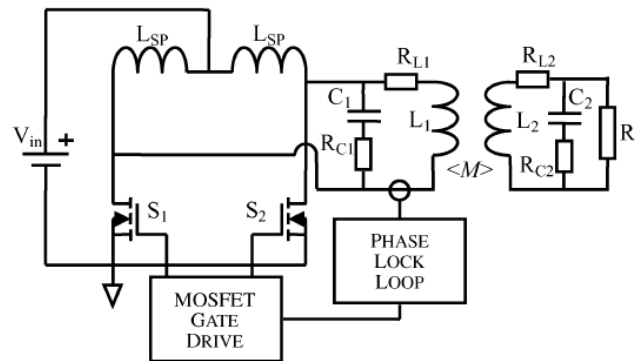 L_SP
L_SP
V_in
+
C_1
R_C1
R_L1
L_1
<M>
R_L2
L_2
C_2
R_C2
R
S_1
S_2
PHASE
LOCK
LOOP
MOSFET
GATE
DRIVE